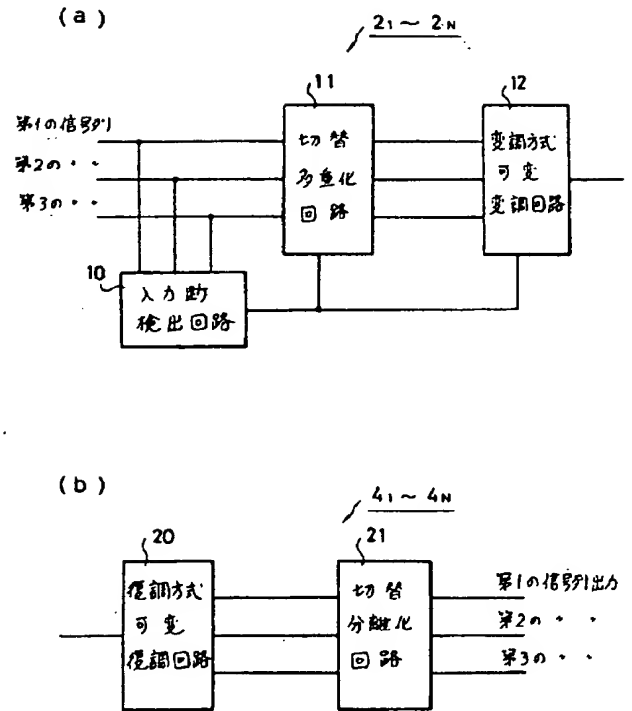 (a)
2₁〜2N
11
12
第1の信号列
第2の・・
第3の・・
切替
多重化
回路
変調方式
可変
変調回路
10
入力断
検出回路
(b)
4₁〜4N
20
21
復調方式
可変
復調回路
切替
分離化
回路
第1の信号列出力
第2の・・
第3の・・